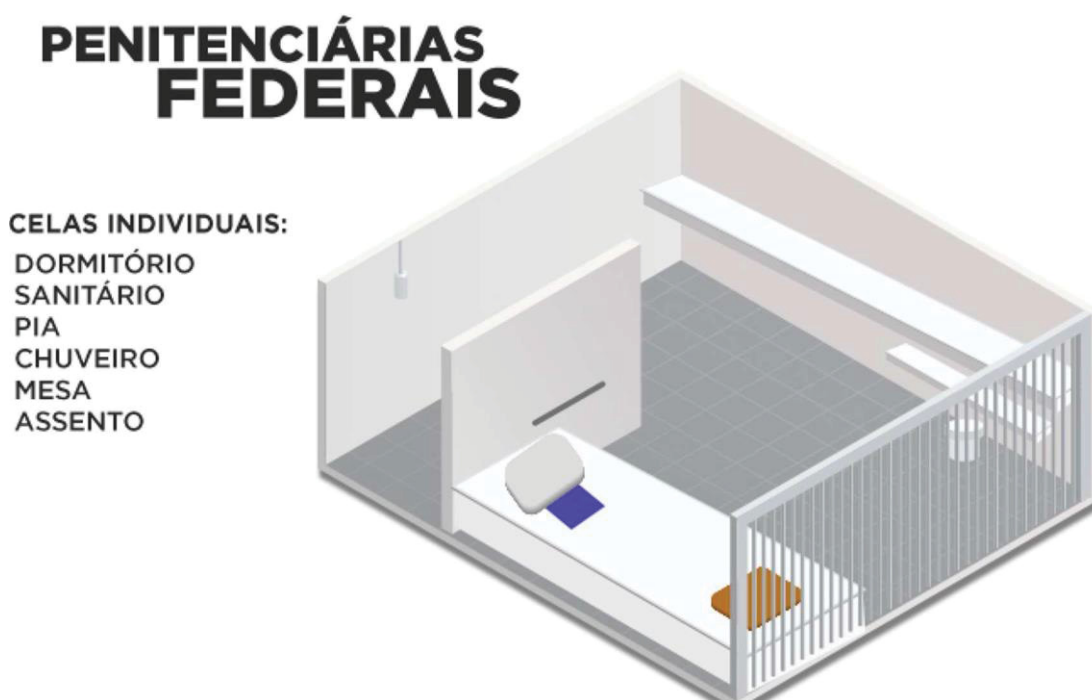 PENITENCIÁRIAS
FEDERAIS
CELAS INDIVIDUAIS:
DORMITÓRIO
SANITÁRIO
PIA
CHUVEIRO
MESA
ASSENTO